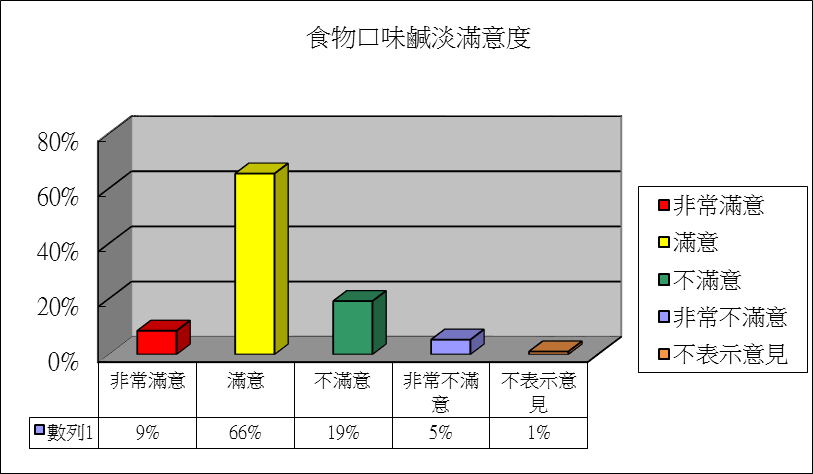 食物口味鹹淡滿意度
80%
60%
40%
20%
0%
非常滿意
滿意
不滿意
非常不滿
意
不表示意
見
數列1
9%
66%
19%
5%
1%
非常滿意
滿意
不滿意
非常不滿意
不表示意見